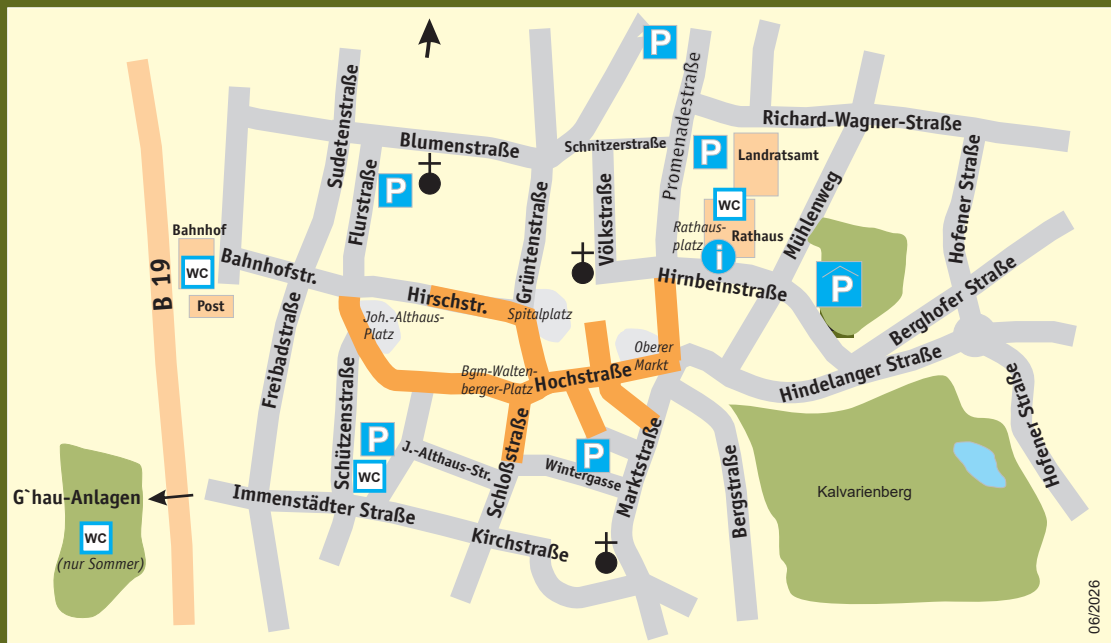 P
Promenadestraße
Richard-Wagner-Straße
Sudetenstraße
Blumenstraße
Schnitzerstraße
P
Landratsamt
Flurstraße
P
WC
Mühlenweg
Hofener Straße
Völkstraße
Rathaus-
platz
Rathaus
Bahnhof
WC
Bahnhofstr.
Grüntenstraße
i
Hirnbeinstraße
P
Berghofer Straße
B 19
Post
Hirschstr.
Spitalplatz
Joh.-Althaus-
Platz
Freibadstraße
Oberer
Markt
Hindelanger Straße
Bgm-Walten-
berger-Platz
Hochstraße
Hofener Straße
Schützenstraße
P
WC
J.-Althaus-Str.
Schloßstraße
P
Wintergasse
Marktstraße
Bergstraße
Kalvarienberg
G`hau-Anlagen
WC
(nur Sommer)
Immenstädter Straße
Kirchstraße
06/2026